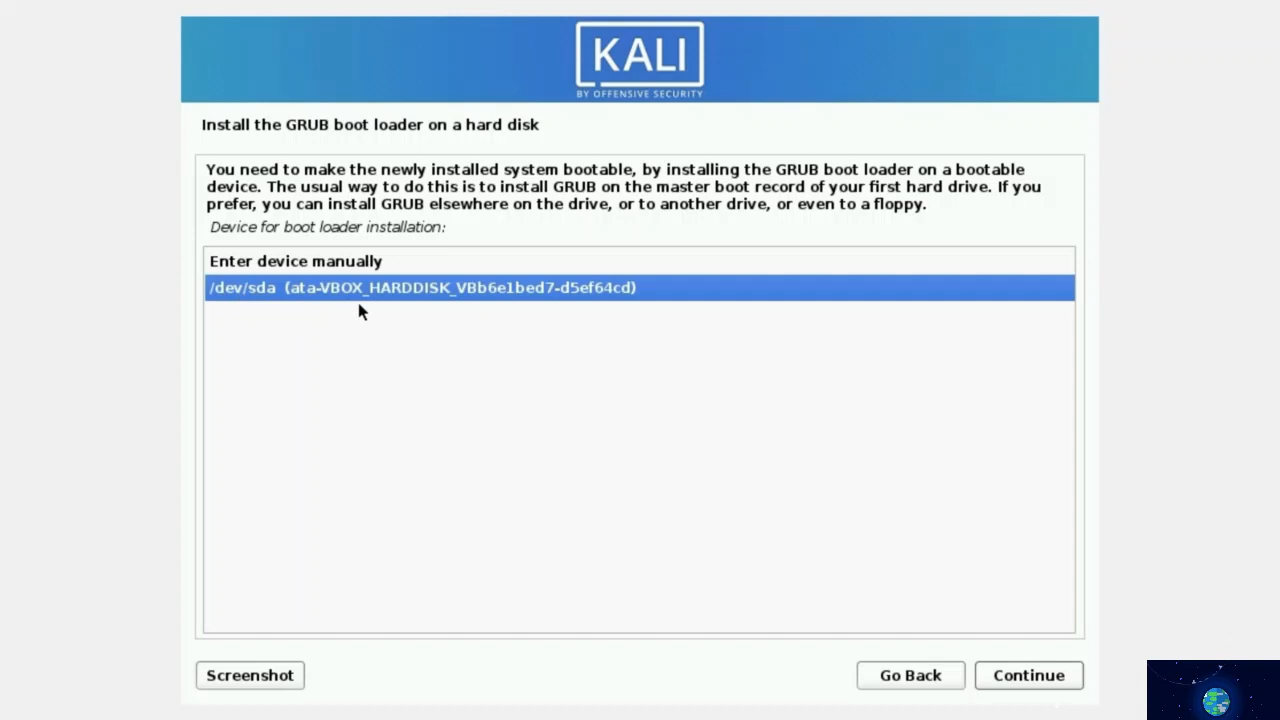 KALI
BY OFFENSIVE SECURITY
Install the GRUB boot loader on a hard disk
You need to make the newly installed system bootable, by installing the GRUB boot loader on a bootable
device. The usual way to do this is to install GRUB on the master boot record of your first hard drive. If you
prefer, you can install GRUB elsewhere on the drive, or to another drive, or even to a floppy.
Device for boot loader installation:
Enter device manually
/dev/sda (ata-VBOX_HARDDISK_VBb6e1bed7-d5ef64cd)
Screenshot
Go Back
Continue